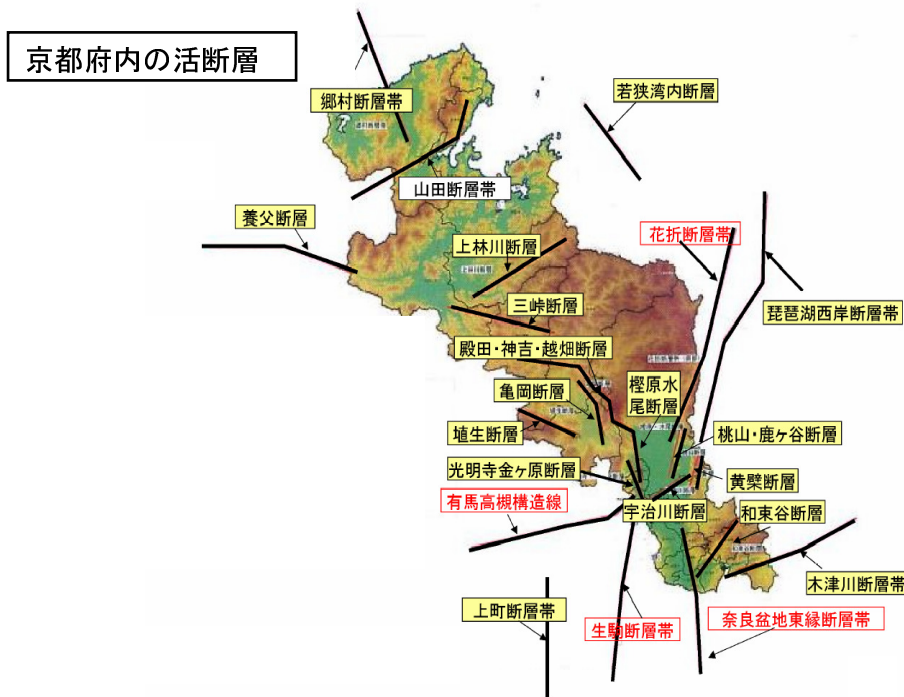 京都府内の活断層
郷村断層帯
若狭湾内断層
山田断層帯
養父断層
花折断層帯
上林川断層
上林川断層
琵琶湖西岸断層帯
三峠断層
殿田・神吉・越畑断層
樫原水
尾断層
亀岡断層
埴生断層
桃山・鹿ヶ谷断層
光明寺金ヶ原断層
黄檗断層
有馬高槻構造線
宇治川断層
和束谷断層
木津川断層帯
上町断層帯
生駒断層帯
奈良盆地東縁断層帯